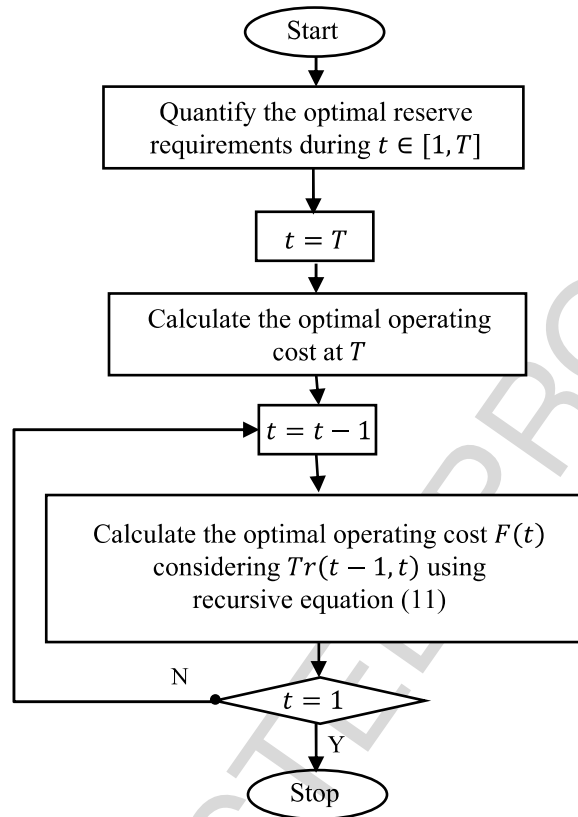 Start
Quantify the optimal reserve
requirements during t ∈ [1, T]
t = T
Calculate the optimal operating
cost at T
t = t − 1
Calculate the optimal operating cost F(t)
considering Tr(t − 1, t) using
recursive equation (11)
N
t = 1
Y
Stop